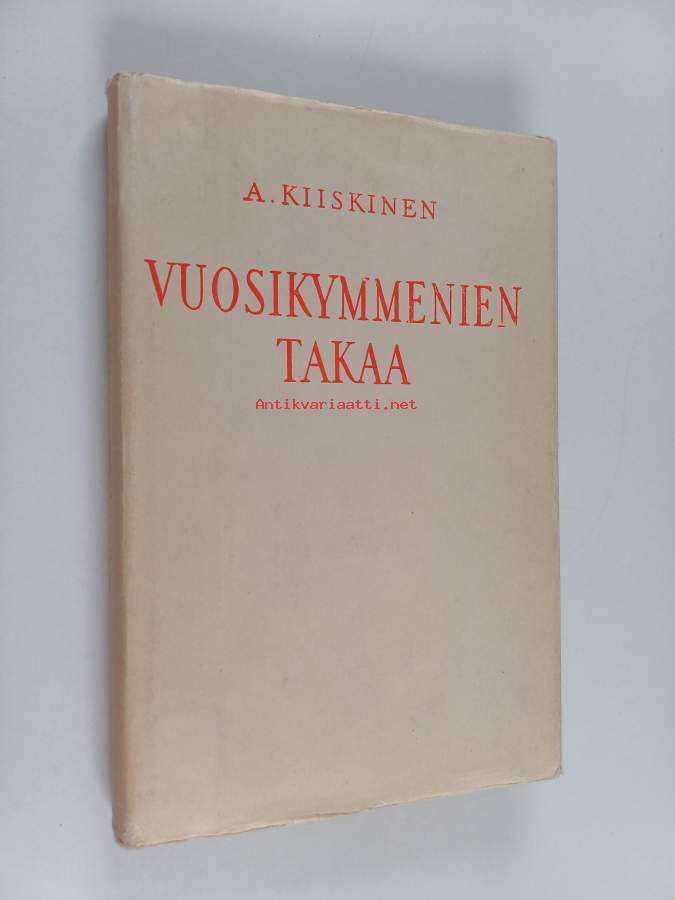 A. KIISKINEN
VUOSIKYMMENIEN
TAKAA
Antikvariaatti.net